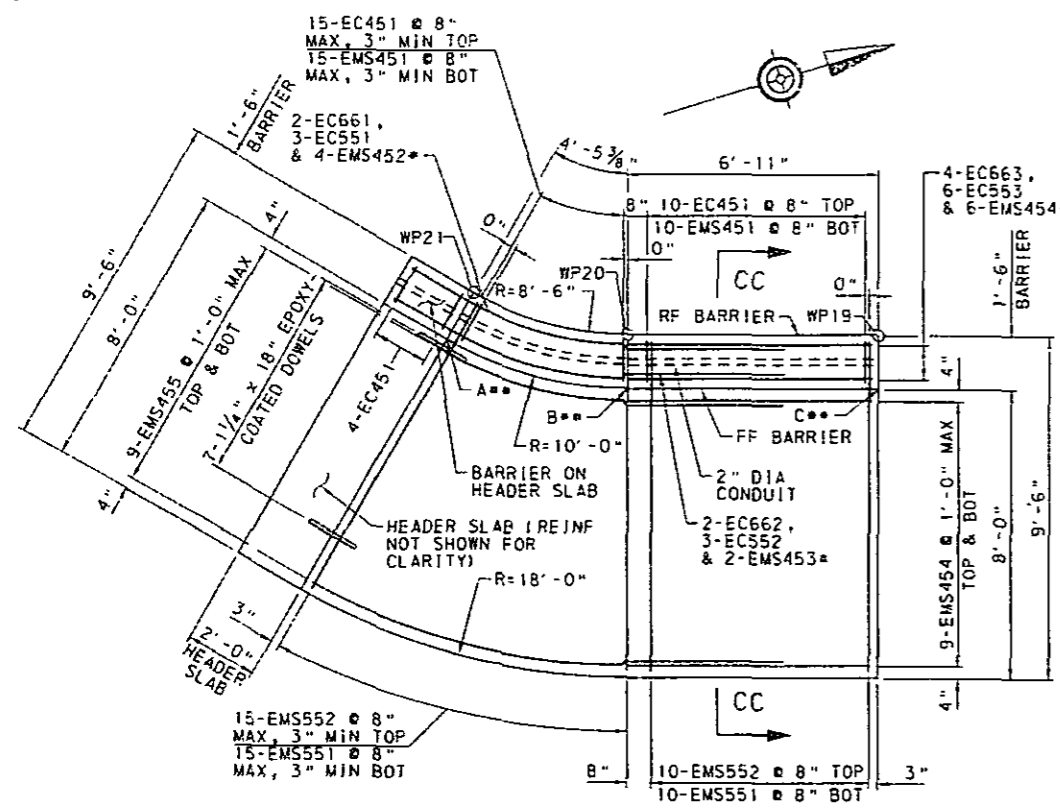 15-EC451 @ 8"
MAX, 3" MIN TOP
15-EMS451 @ 8"
MAX, 3" MIN BOT
1'-6"
BARRIER
2-EC661,
3-EC551
& 4-EMS452*
4'-5 3/8"
6'-11"
4-EC663,
6-EC553
& 6-EMS454
8" 10-EC451 @ 8" TOP
10-EMS451 @ 8" BOT
0"
0"
0"
CC
1'-6"
BARRIER
4"
WP21
WP20
R=8'-6"
RF BARRIER
WP19
9'-6"
8'-0"
9-EMS455 @ 1'-0" MAX
TOP & BOT
7-1 1/4" x 18" EPOXY
COATED DOWELS
4-EC451
A**
B**
C**
4"
R=10'-0"
FF BARRIER
BARRIER ON
HEADER SLAB
2" DIA
CONDUIT
4"
HEADER SLAB (REINF
NOT SHOWN FOR
CLARITY)
2-EC662,
3-EC552
& 2-EMS453*
9-EMS454 @ 1'-0" MAX
TOP & BOT
8'-0"
9'-6"
R=18'-0"
3"
2'-0"
HEADER
SLAB
4"
CC
15-EMS552 @ 8"
MAX, 3" MIN TOP
15-EMS551 @ 8"
MAX, 3" MIN BOT
8"
10-EMS552 @ 8" TOP
10-EMS551 @ 8" BOT
3"